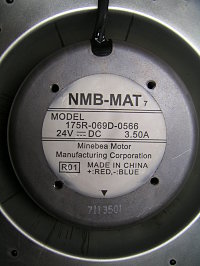 NMB-MAT7
MODEL
175R-069D-0566
24V ⎓ DC 3.50A
Minebea Motor
Manufacturing Corporation
R01 MADE IN CHINA
+:RED,-:BLUE